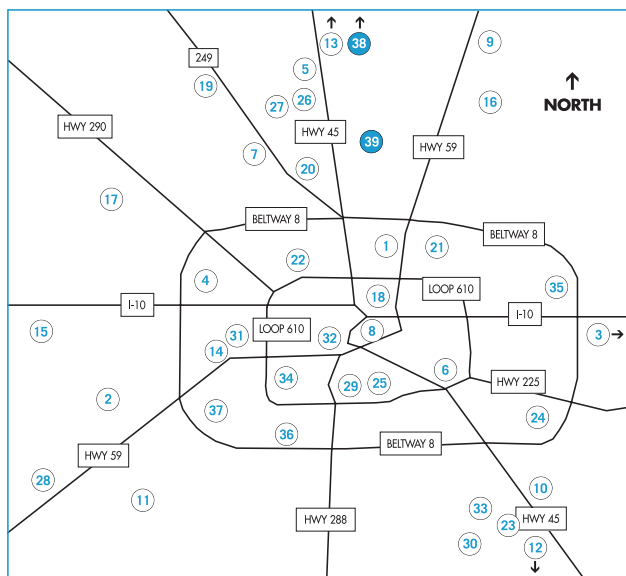 13
38
9
249
5
19
26
27
16
NORTH
HWY 290
HWY 45
39
HWY 59
7
20
17
BELTWAY 8
BELTWAY 8
1
21
22
4
LOOP 610
35
18
I-10
I-10
15
LOOP 610
31
32
8
3
14
6
34
29
25
HWY 225
2
37
24
36
BELTWAY 8
HWY 59
28
10
11
33
HWY 288
23
HWY 45
30
12